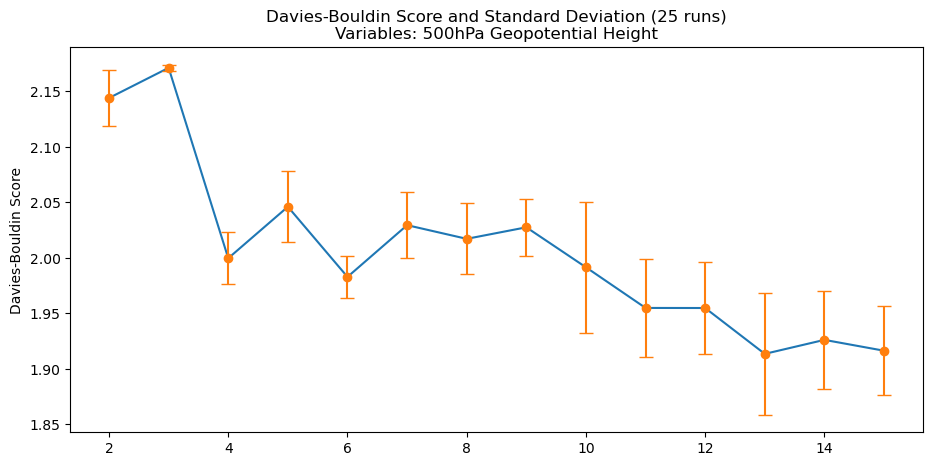 Davies-Bouldin Score and Standard Deviation (25 runs)
Variables: 500hPa Geopotential Height
Davies-Bouldin Score
2.15
2.10
2.05
2.00
1.95
1.90
1.85
2 4 6 8 10 12 14